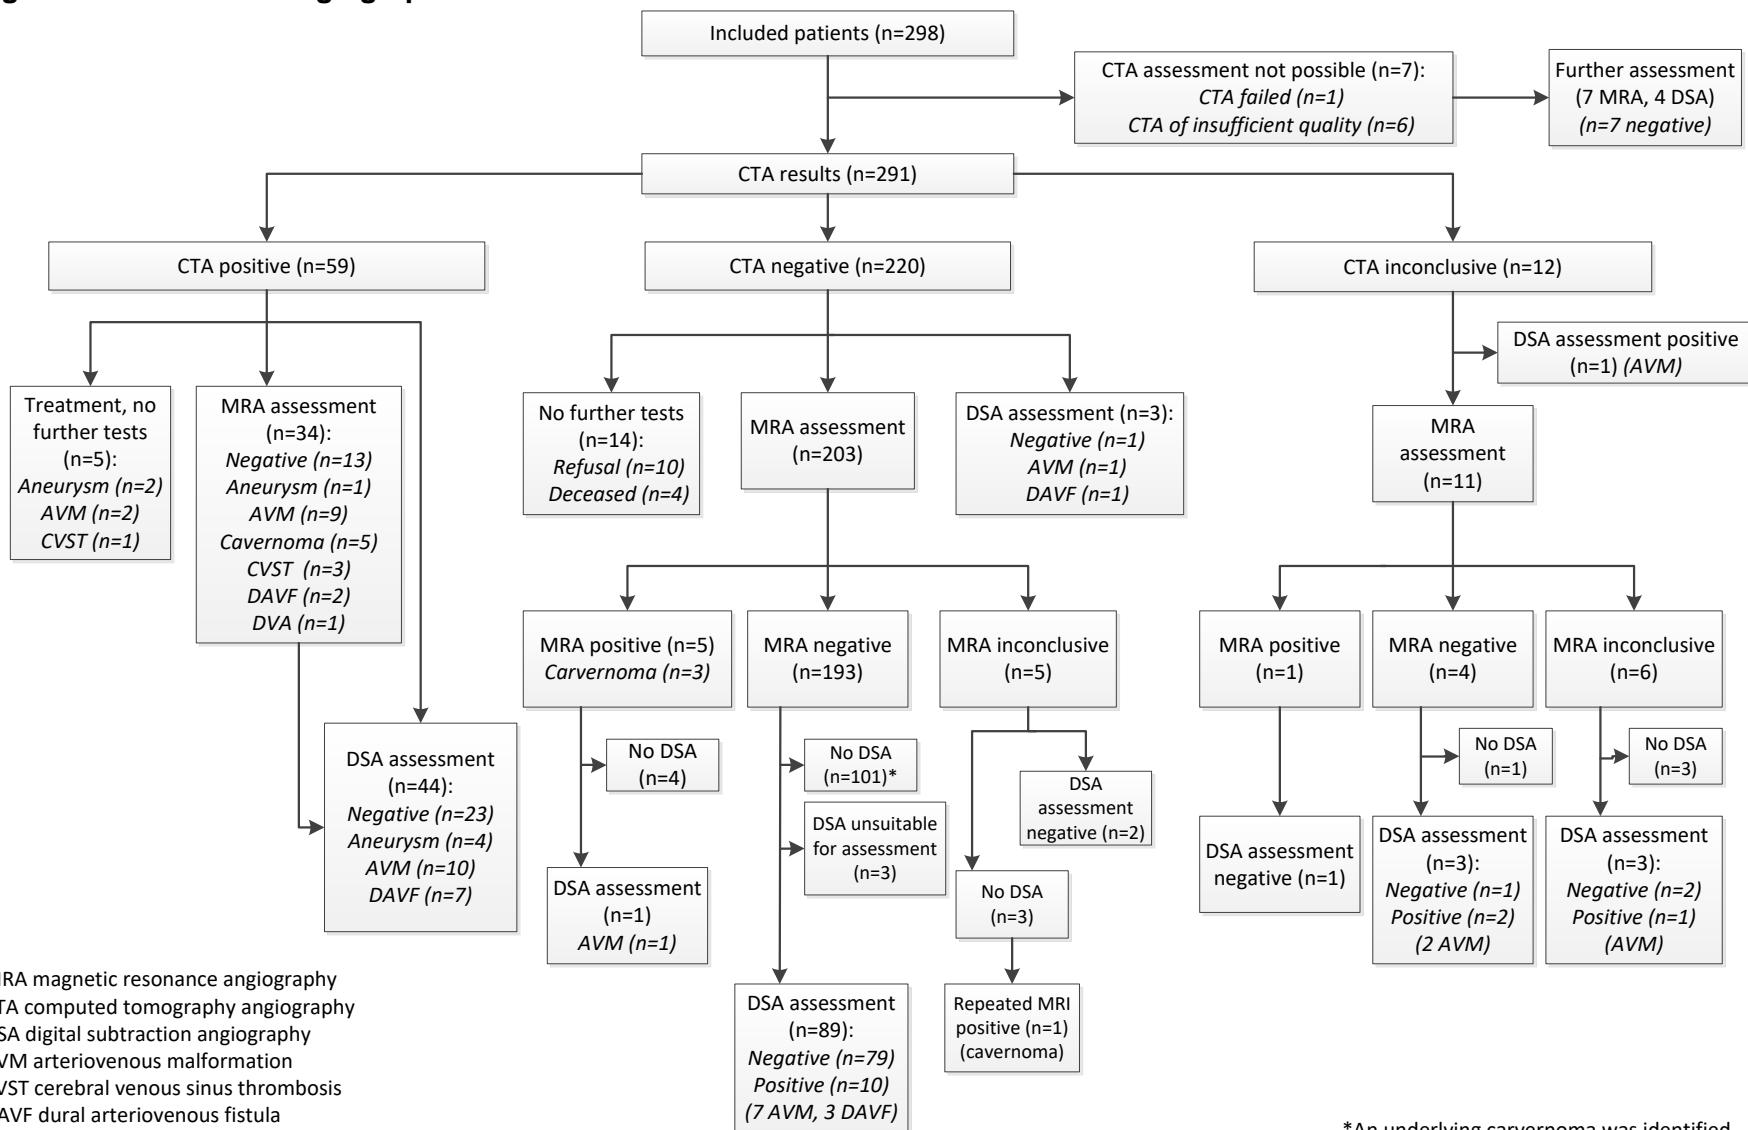 Included patients (n=298)
CTA assessment not possible (n=7):
CTA failed (n=1)
CTA of insufficient quality (n=6)
Further assessment
(7 MRA, 4 DSA)
(n=7 negative)
CTA results (n=291)
CTA positive (n=59)
CTA negative (n=220)
CTA inconclusive (n=12)
Treatment, no
further tests
(n=5):
Aneurysm (n=2)
AVM (n=2)
CVST (n=1)
MRA assessment
(n=34):
Negative (n=13)
Aneurysm (n=1)
AVM (n=9)
Cavernoma (n=5)
CVST (n=3)
DAVF (n=2)
DVA (n=1)
No further tests
(n=14):
Refusal (n=10)
Deceased (n=4)
MRA assessment
(n=203)
DSA assessment (n=3):
Negative (n=1)
AVM (n=1)
DAVF (n=1)
DSA assessment positive
(n=1) (AVM)
MRA
assessment
(n=11)
MRA positive (n=5)
Carvernoma (n=3)
MRA negative
(n=193)
MRA inconclusive
(n=5)
MRA positive
(n=1)
MRA negative
(n=4)
MRA inconclusive
(n=6)
DSA assessment
(n=44):
Negative (n=23)
Aneurysm (n=4)
AVM (n=10)
DAVF (n=7)
No DSA
(n=4)
DSA assessment
(n=1)
AVM (n=1)
No DSA
(n=101)*
DSA unsuitable
for assessment
(n=3)
DSA assessment
(n=89):
Negative (n=79)
Positive (n=10)
(7 AVM, 3 DAVF)
DSA
assessment
negative (n=2)
No DSA
(n=3)
Repeated MRI
positive (n=1)
(cavernoma)
DSA assessment
negative (n=1)
No DSA
(n=1)
DSA assessment
(n=3):
Negative (n=1)
Positive (n=2)
(2 AVM)
No DSA
(n=3)
DSA assessment
(n=3):
Negative (n=2)
Positive (n=1)
(AVM)
magnetic resonance angiography
computed tomography angiography
digital subtraction angiography
arteriovenous malformation
cerebral venous sinus thrombosis
dural arteriovenous fistula
*An underlying carvernoma was identified